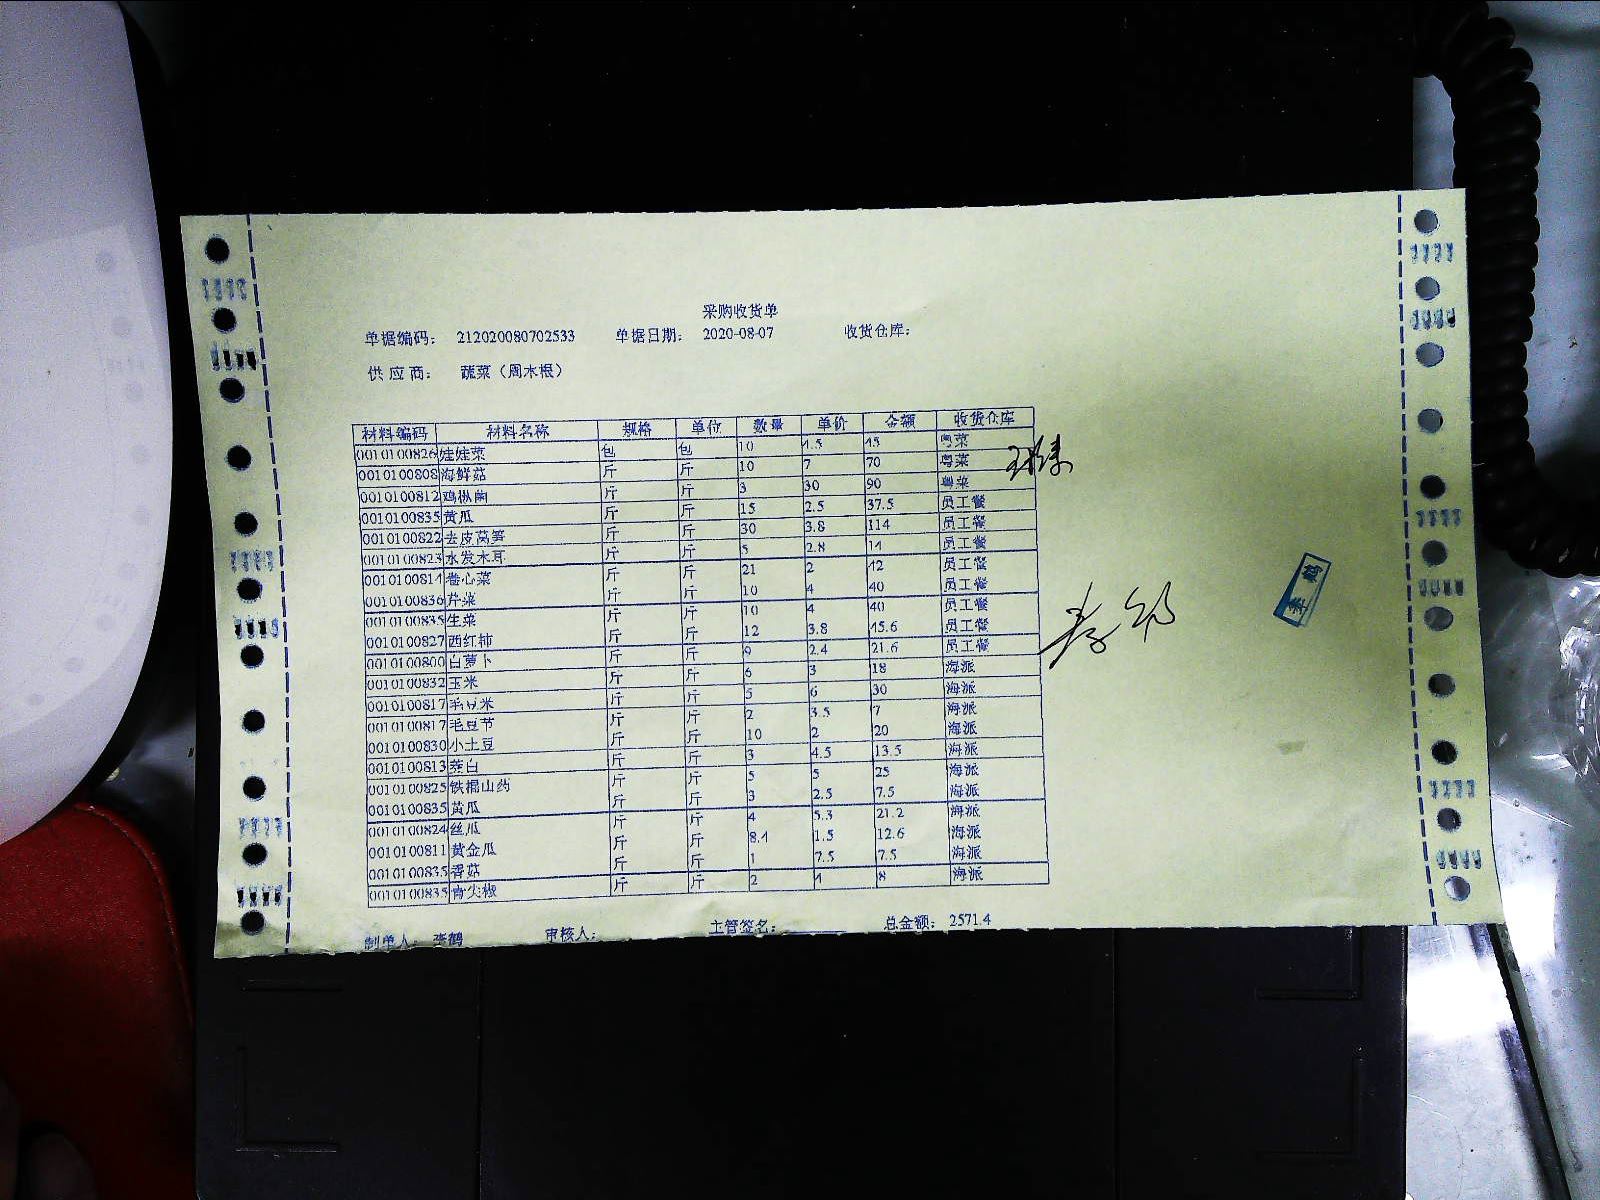 采购收货单
单据编码: 212020080702533 单据日期: 2020-08-07 收货仓库:
供应商: 蔬菜（周木根）
材料编码 材料名称 规格 单位 数量 单价 金额 收货仓库
0010100826 娃娃菜 包 包 10 4.5 45 粤菜
0010100808 海鲜菇 斤 斤 10 7 70 粤菜
0010100812 鸡枞菌 斤 斤 3 30 90 粤菜
0010100835 黄瓜 斤 斤 15 2.5 37.5 员工餐
0010100822 去皮莴笋 斤 斤 30 3.8 114 员工餐
0010100823 水发木耳 斤 斤 5 2.8 14 员工餐
0010100814 卷心菜 斤 斤 21 2 42 员工餐
0010100836 芹菜 斤 斤 10 4 40 员工餐
0010100835 生菜 斤 斤 10 4 40 员工餐
0010100827 西红柿 斤 斤 12 3.8 45.6 员工餐
0010100800 白萝卜 斤 斤 9 2.4 21.6 员工餐
0010100832 玉米 斤 斤 6 3 18 海派
0010100817 毛豆米 斤 斤 5 6 30 海派
0010100817 毛豆节 斤 斤 2 3.5 7 海派
0010100830 小土豆 斤 斤 10 2 20 海派
0010100813 茭白 斤 斤 3 4.5 13.5 海派
0010100825 铁棍山药 斤 斤 5 5 25 海派
0010100835 黄瓜 斤 斤 3 2.5 7.5 海派
0010100824 丝瓜 斤 斤 4 5.3 21.2 海派
0010100811 黄金瓜 斤 斤 8.4 1.5 12.6 海派
0010100835 香菇 斤 斤 1 7.5 7.5 海派
0010100835 青尖椒 斤 斤 2 4 8 海派
李鹤
制单人: 李鹤 审核人: 主管签名: 总金额: 2571.4